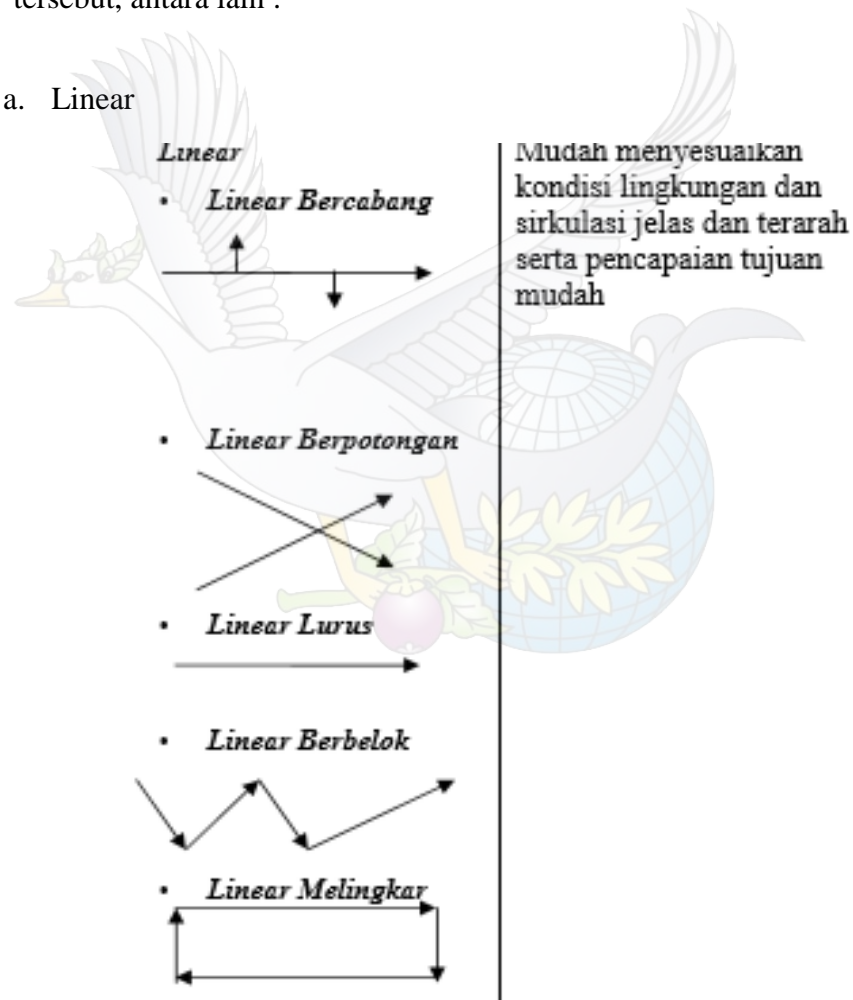 tersebut, antara lain :
a. Linear
Linear
• Linear Bercabang
Mudah menyesuaikan
kondisi lingkungan dan
sirkulasi jelas dan terarah
serta pencapaian tujuan
mudah
• Linear Berpotongan
• Linear Lurus
• Linear Berbelok
• Linear Melingkar